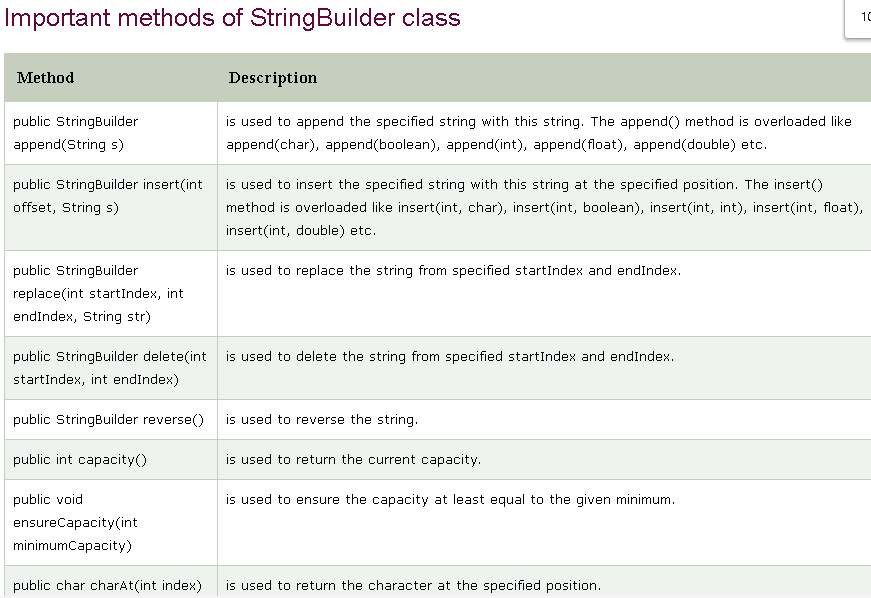 Important methods of StringBuilder class
10
Method Description
public StringBuilder
append(String s)
is used to append the specified string with this string. The append() method is overloaded like
append(char), append(boolean), append(int), append(float), append(double) etc.
public StringBuilder insert(int
offset, String s)
is used to insert the specified string with this string at the specified position. The insert()
method is overloaded like insert(int, char), insert(int, boolean), insert(int, int), insert(int, float),
insert(int, double) etc.
public StringBuilder
replace(int startIndex, int
endIndex, String str)
is used to replace the string from specified startIndex and endIndex.
public StringBuilder delete(int
startIndex, int endIndex)
is used to delete the string from specified startIndex and endIndex.
public StringBuilder reverse()
is used to reverse the string.
public int capacity()
is used to return the current capacity.
public void
ensureCapacity(int
minimumCapacity)
is used to ensure the capacity at least equal to the given minimum.
public char charAt(int index)
is used to return the character at the specified position.